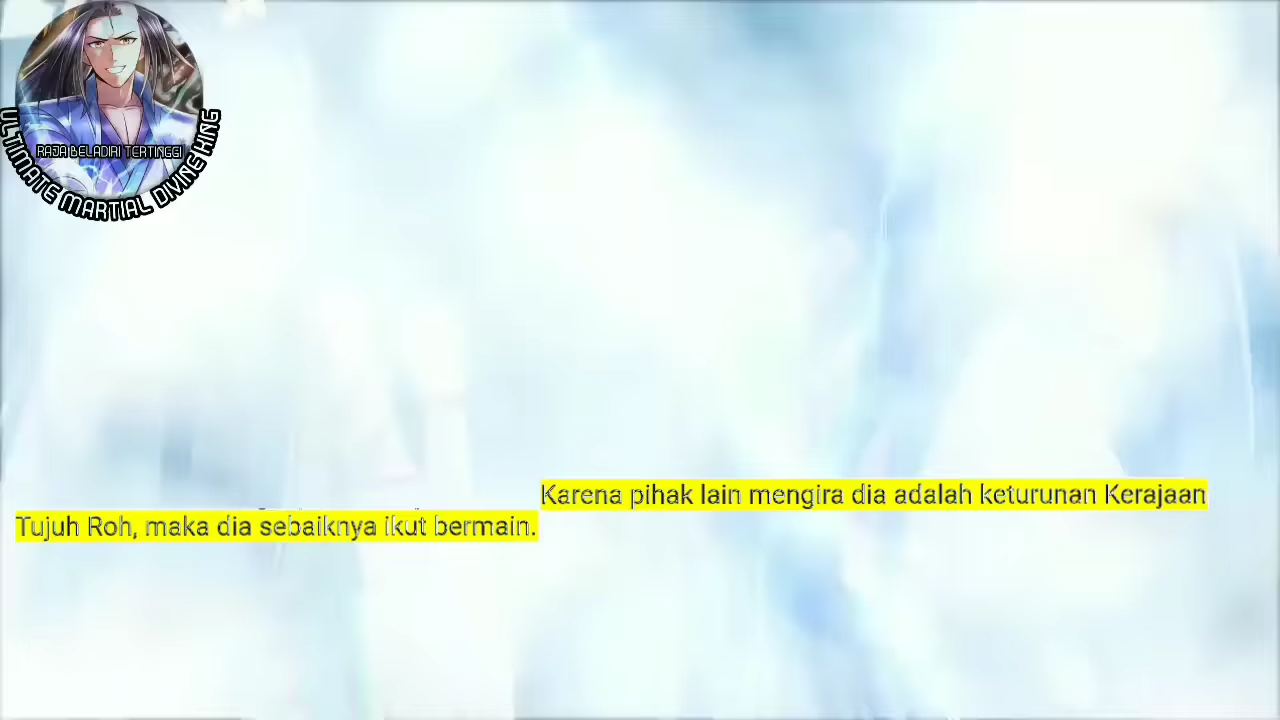 RAJA BELADIRI TERTINGGI
ULTIMATE MARTIAL DIVINE KING
Karena pihak lain mengira dia adalah keturunan Kerajaan
Tujuh Roh, maka dia sebaiknya ikut bermain.